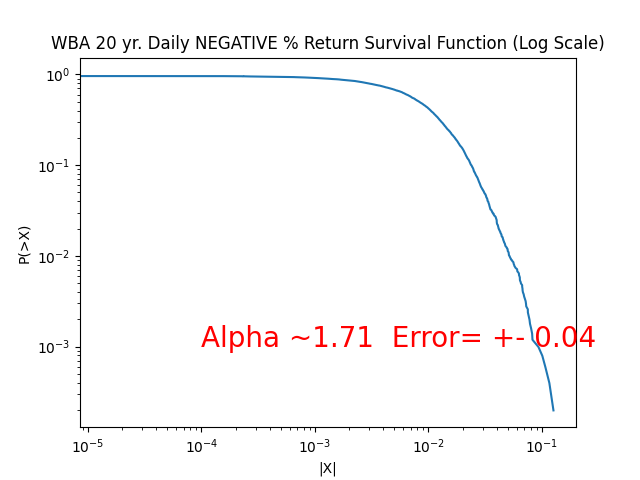 WBA 20 yr. Daily NEGATIVE % Return Survival Function (Log Scale)
10⁰
10⁻¹
10⁻²
10⁻³
P(>X)
Alpha ~1.71  Error= +- 0.04
10⁻⁵ 10⁻⁴ 10⁻³ 10⁻² 10⁻¹
|X|